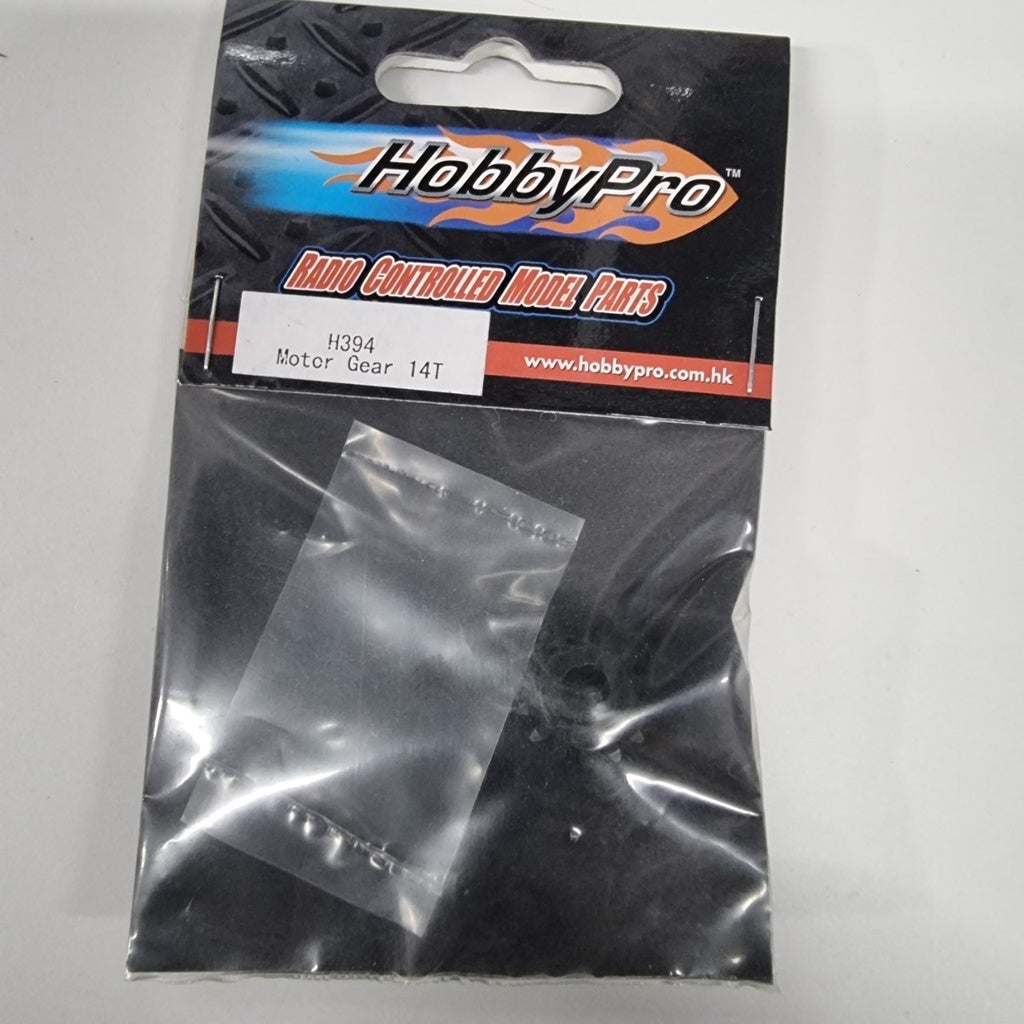 HobbyPro™
RADIO CONTROLLED MODEL PARTS
H394
Motor Gear 14T
www.hobbypro.com.hk